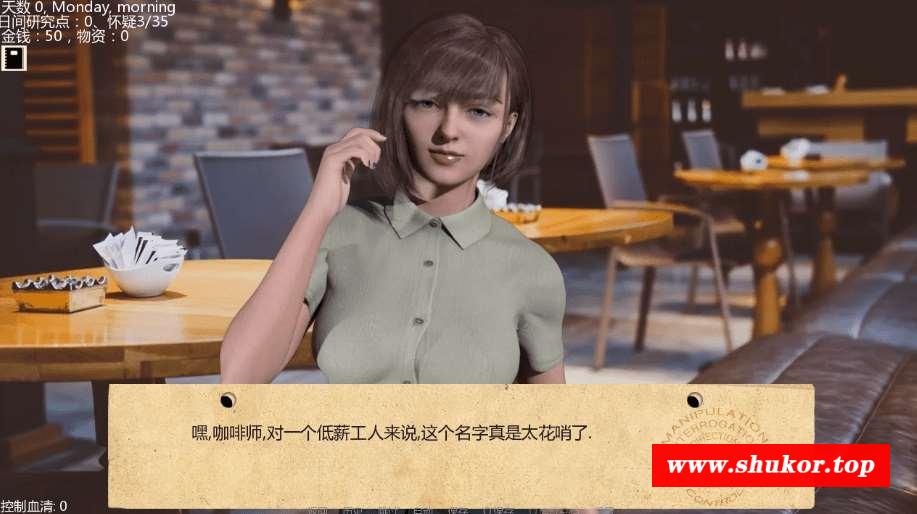 天数 0, Monday, morning
日间研究点：0、怀疑3/35
金钱：50，物资：0
嘿,咖啡师,对一个低薪工人来说,这个名字真是太花哨了.
MANIPULATION
INTERROGATION
CONTROL
www.shukor.top
控制血清: 0